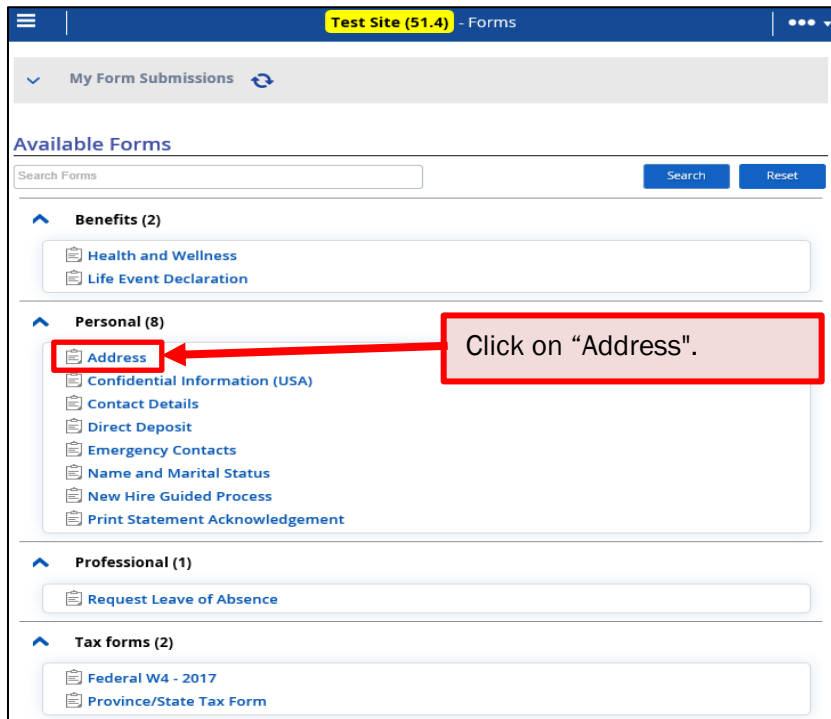 Test Site (51.4) - Forms
My Form Submissions
Available Forms
Search Forms
Search
Reset
Benefits (2)
Health and Wellness
Life Event Declaration
Personal (8)
Click on “Address".
Address
Confidential Information (USA)
Contact Details
Direct Deposit
Emergency Contacts
Name and Marital Status
New Hire Guided Process
Print Statement Acknowledgement
Professional (1)
Request Leave of Absence
Tax forms (2)
Federal W4 - 2017
Province/State Tax Form